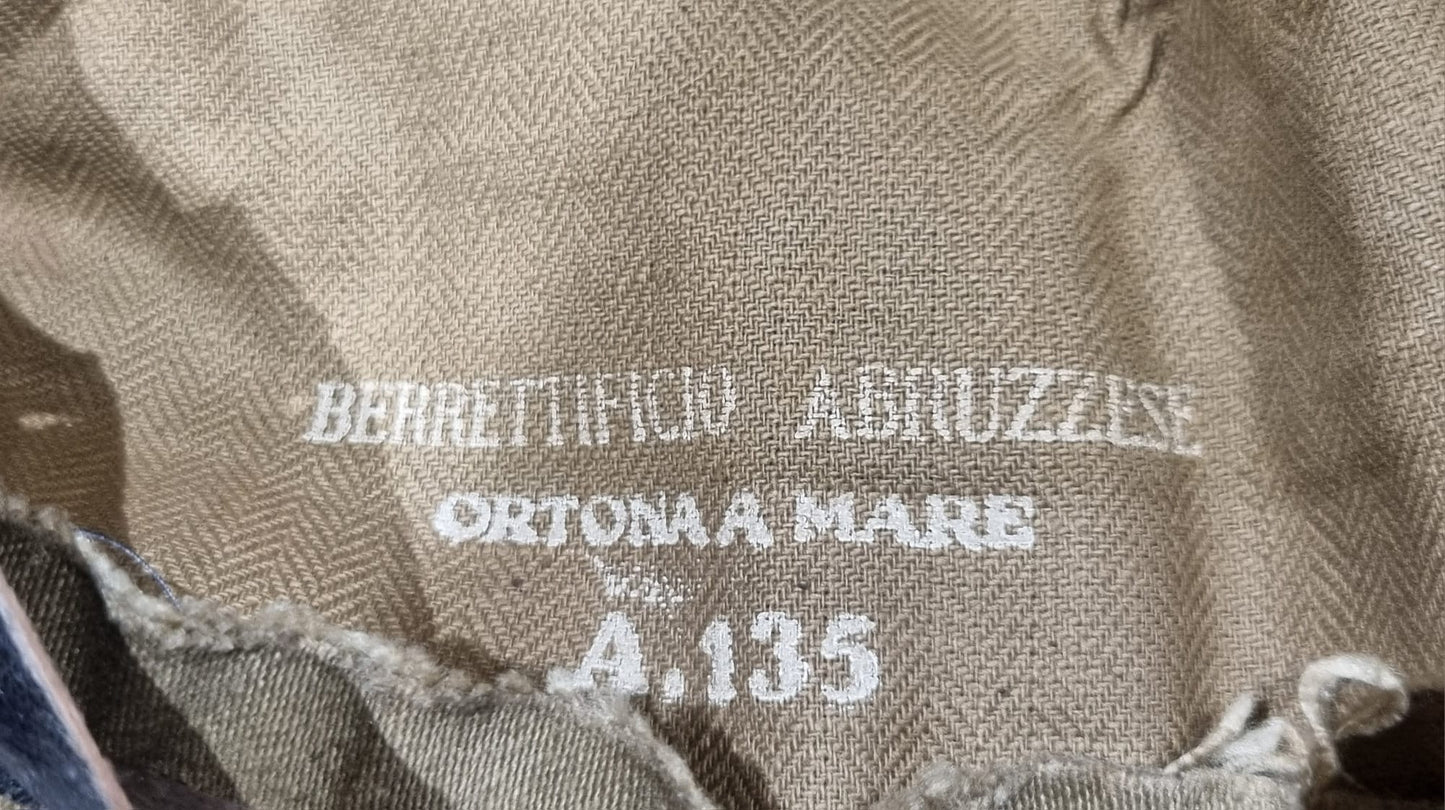 BERRETTIFICIO ABRUZZESE
ORTONA A MARE
A.135